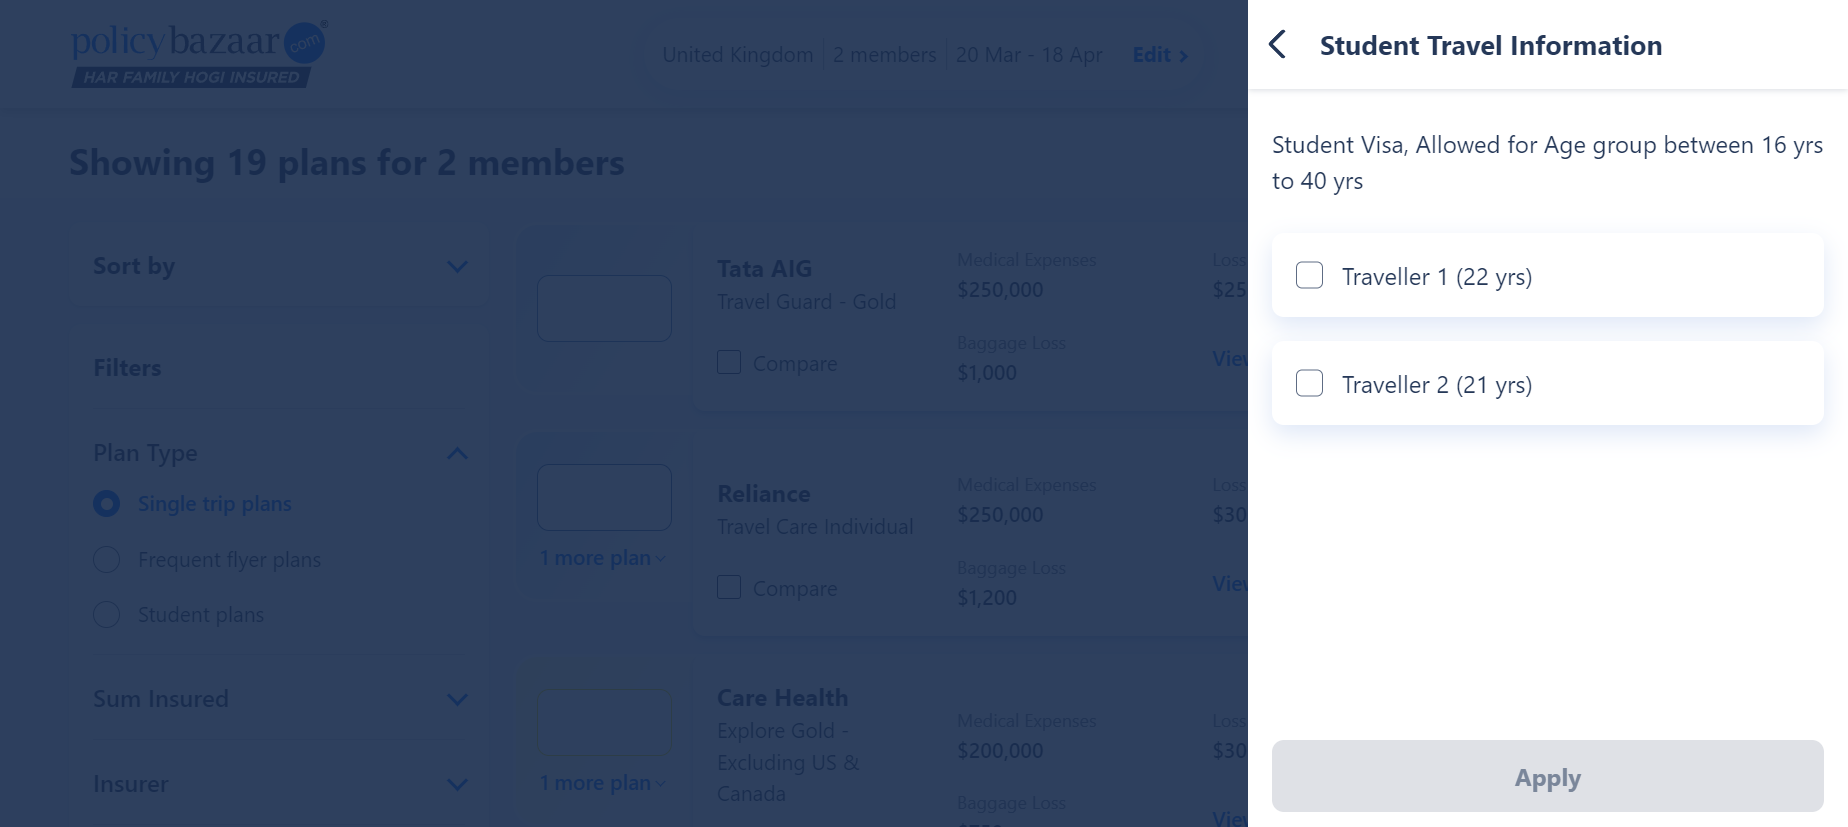 policybazaar.com®
HAR FAMILY HOGI INSURED
United Kingdom
2 members
20 Mar - 18 Apr
Edit
Showing 19 plans for 2 members
Sort by
Filters
Plan Type
Single trip plans
Frequent flyer plans
Student plans
Sum Insured
Insurer
Tata AIG
Travel Guard - Gold
Compare
Medical Expenses
$250,000
Baggage Loss
$1,000
Loss
$25
View
1 more plan
Reliance
Travel Care Individual
Compare
Medical Expenses
$250,000
Baggage Loss
$1,200
Loss
$30
View
1 more plan
Care Health
Explore Gold -
Excluding US &
Canada
Medical Expenses
$200,000
Baggage Loss
Loss
$30
View
Student Travel Information
Student Visa, Allowed for Age group between 16 yrs
to 40 yrs
Traveller 1 (22 yrs)
Traveller 2 (21 yrs)
Apply